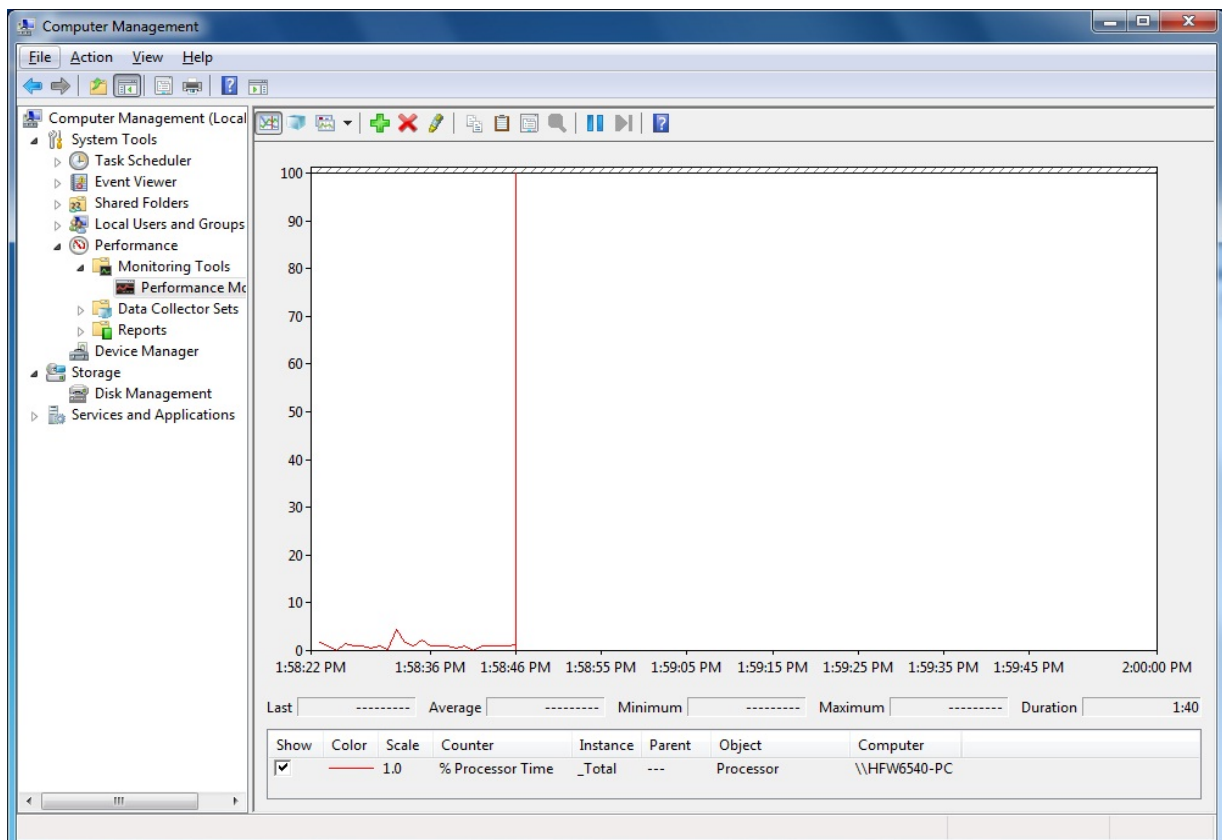 Computer Management
File Action View Help
Computer Management (Local
System Tools
Task Scheduler
Event Viewer
Shared Folders
Local Users and Groups
Performance
Monitoring Tools
Performance Mo
Data Collector Sets
Reports
Device Manager
Storage
Disk Management
Services and Applications
100
90
80
70
60
50
40
30
20
10
0
1:58:22 PM 1:58:36 PM 1:58:46 PM 1:58:55 PM 1:59:05 PM 1:59:15 PM 1:59:25 PM 1:59:35 PM 1:59:45 PM 2:00:00 PM
Last --------- Average --------- Minimum --------- Maximum --------- Duration 1:40
Show Color Scale Counter Instance Parent Object Computer
1.0 % Processor Time _Total --- Processor \\HFW6540-PC